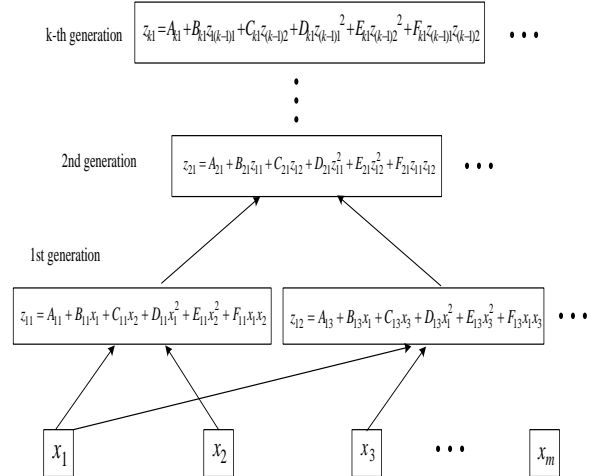 k-th generation z_{k1}=A_{k1}+B_{k1}z_{1(k-1)1}+C_{k1}z_{(k-1)2}+D_{k1}z_{(k-1)1}^2+E_{k1}z_{(k-1)2}^2+F_{k1}z_{(k-1)1}z_{(k-1)2} •••
2nd generation z_{21}=A_{21}+B_{21}z_{11}+C_{21}z_{12}+D_{21}z_{11}^2+E_{21}z_{12}^2+F_{21}z_{11}z_{12} •••
1st generation
z_{11}=A_{11}+B_{11}x_1+C_{11}x_2+D_{11}x_1^2+E_{11}x_2^2+F_{11}x_1x_2 z_{12}=A_{13}+B_{13}x_1+C_{13}x_3+D_{13}x_1^2+E_{13}x_3^2+F_{13}x_1x_3 •••
x_1 x_2 x_3 ••• x_m